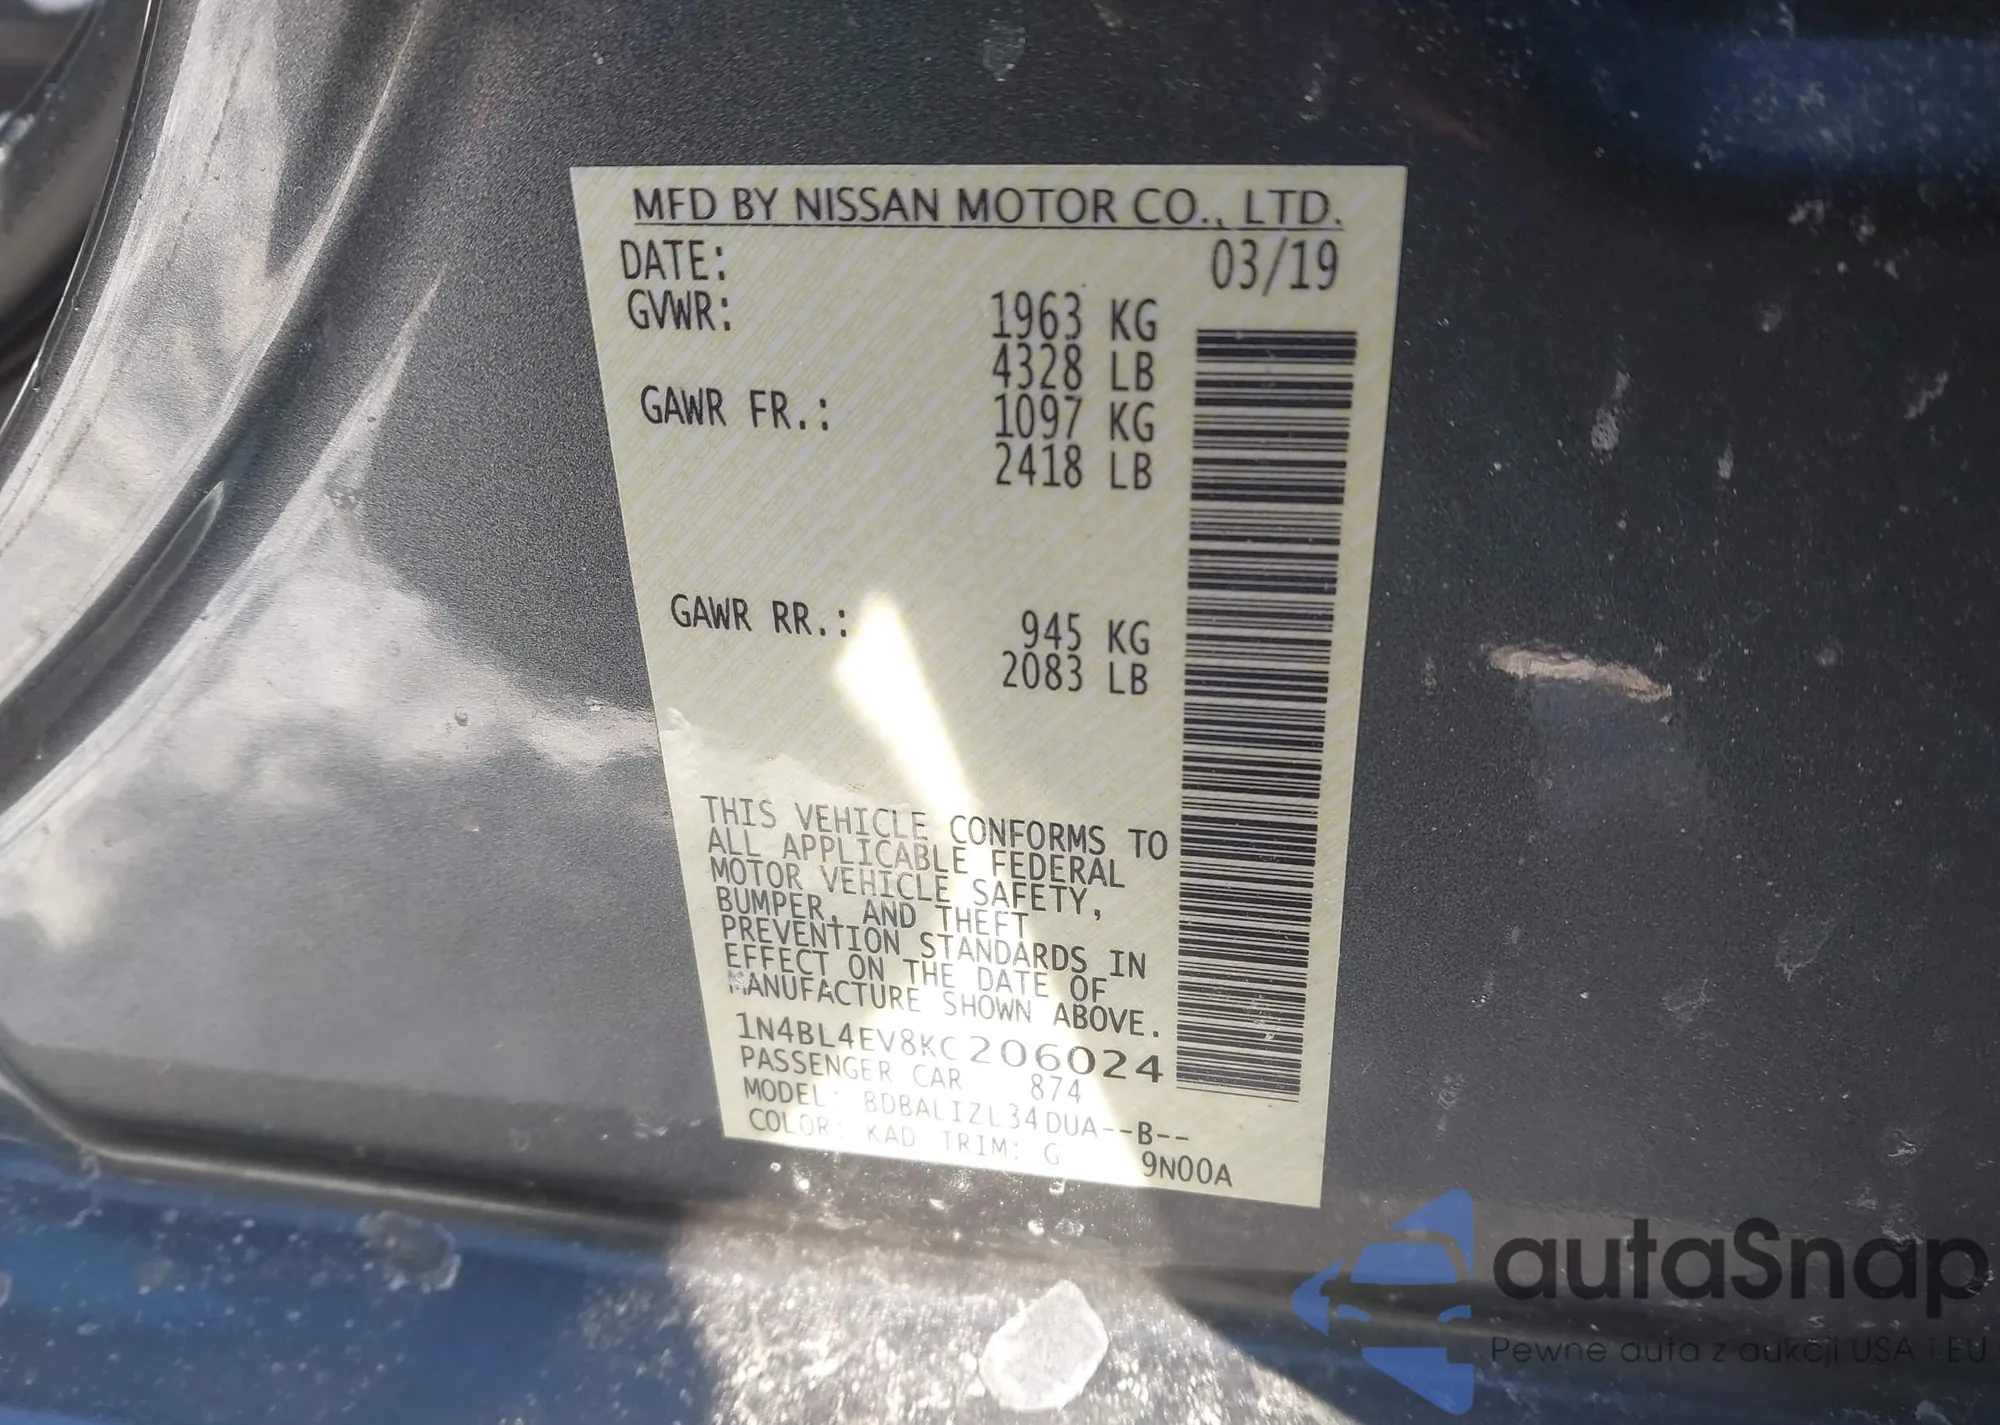 MFD BY NISSAN MOTOR CO., LTD.
DATE: 03/19
GVWR: 1963 KG
4328 LB
GAWR FR.: 1097 KG
2418 LB
GAWR RR.: 945 KG
2083 LB
THIS VEHICLE CONFORMS TO
ALL APPLICABLE FEDERAL
MOTOR VEHICLE SAFETY,
BUMPER, AND THEFT
PREVENTION STANDARDS IN
EFFECT ON THE DATE OF
MANUFACTURE SHOWN ABOVE.
1N4BL4EV8KC206024
PASSENGER CAR 874
MODEL: BDBALIZL34DUA--B--
COLOR: KAD TRIM: G 9N00A
autaSnap
Pewne auta z aukcji USA i EU